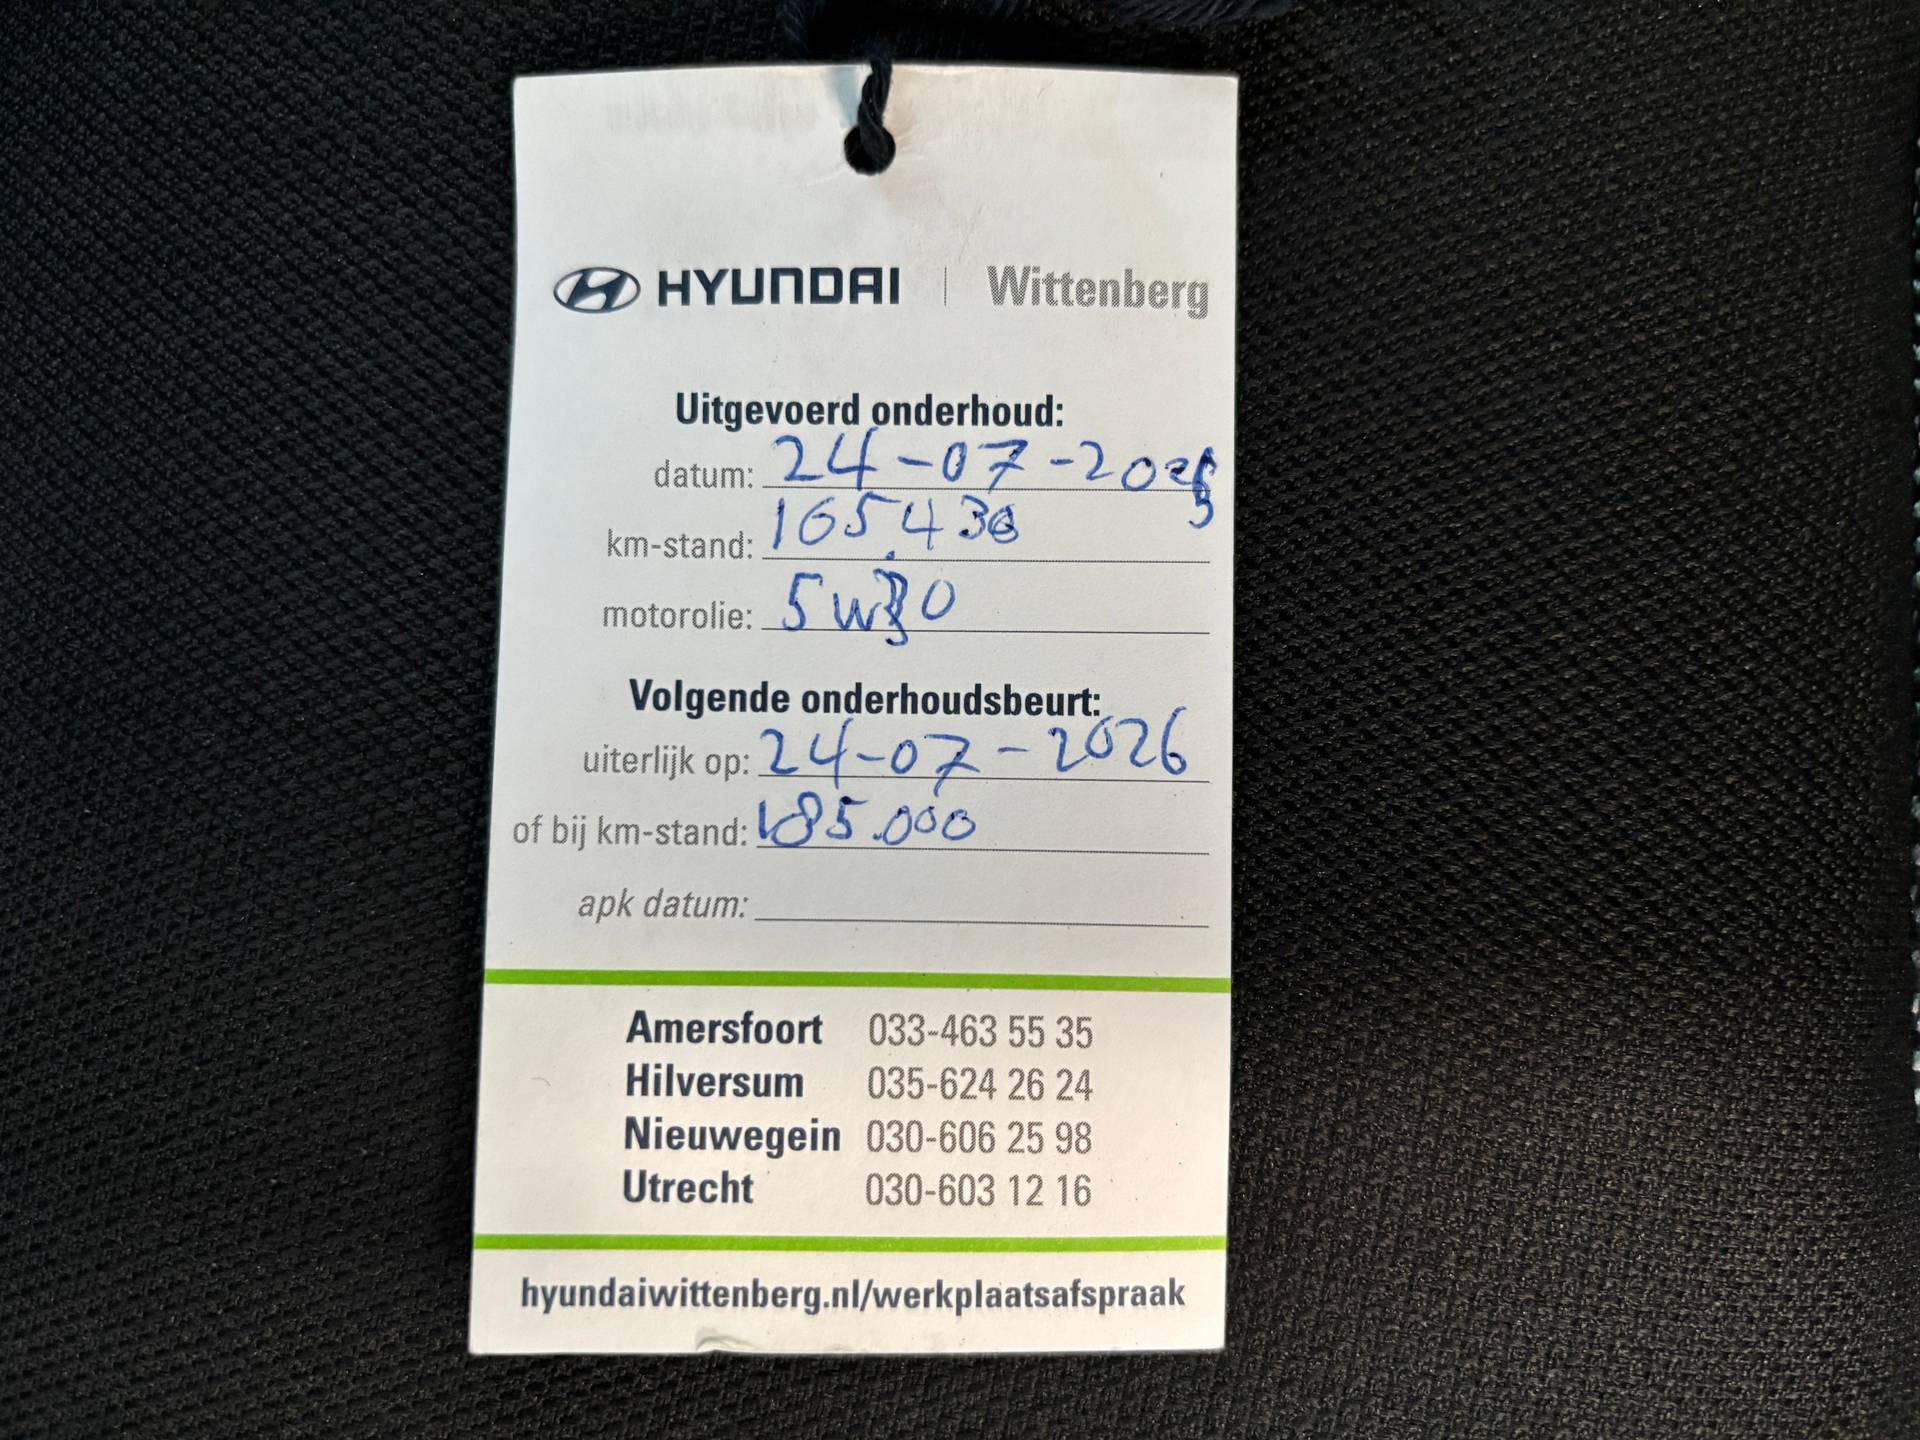 HYUNDAI | Wittenberg
Uitgevoerd onderhoud:
datum: 24-07-2025
km-stand: 165.436
motorolie: 5w30
Volgende onderhoudsbeurt:
uiterlijk op: 24-07-2026
of bij km-stand: 185.000
apk datum:
Amersfoort 033-463 55 35
Hilversum 035-624 26 24
Nieuwegein 030-606 25 98
Utrecht 030-603 12 16
hyundaiwittenberg.nl/werkplaatsafspraak